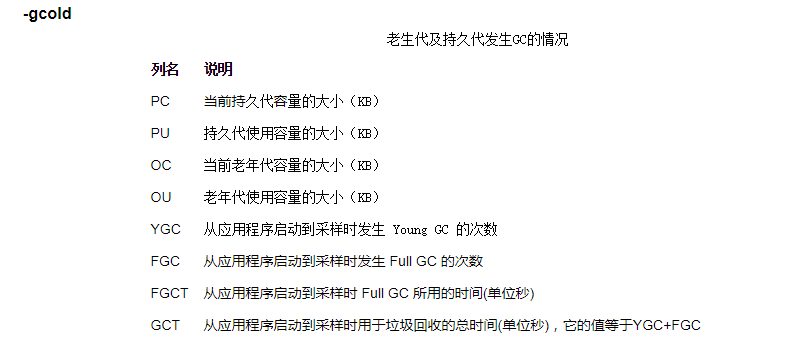 -gcold
老生代及持久代发生GC的情况
列名 说明
PC 当前持久代容量的大小（KB）
PU 持久代使用容量的大小（KB）
OC 当前老年代容量的大小（KB）
OU 老年代使用容量的大小（KB）
YGC 从应用程序启动到采样时发生 Young GC 的次数
FGC 从应用程序启动到采样时发生 Full GC 的次数
FGCT 从应用程序启动到采样时 Full GC 所用的时间(单位秒)
GCT 从应用程序启动到采样时用于垃圾回收的总时间(单位秒)，它的值等于YGC+FGC